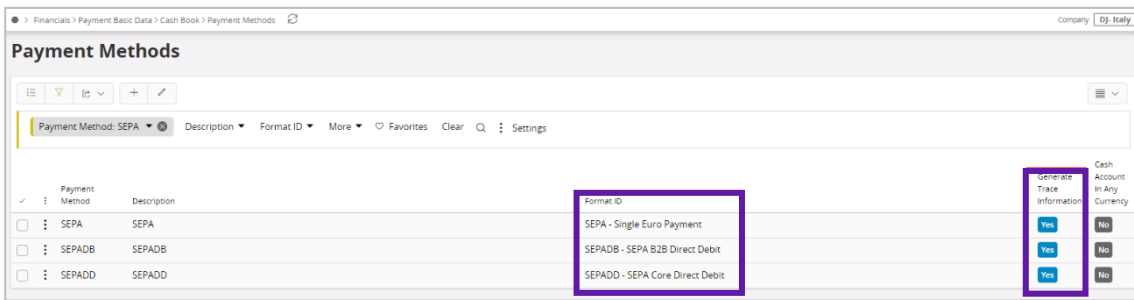 > Financials > Payment Basic Data > Cash Book > Payment Methods
Company DJ- Italy
Payment Methods
Payment Method: SEPA Description Format ID More Favorites Clear Settings
Payment Method Description Format ID Generate Trace Information Cash Account In Any Currency
SEPA SEPA SEPA - Single Euro Payment Yes No
SEPADB SEPADB SEPADB - SEPA B2B Direct Debit Yes No
SEPADD SEPADD SEPADD - SEPA Core Direct Debit Yes No